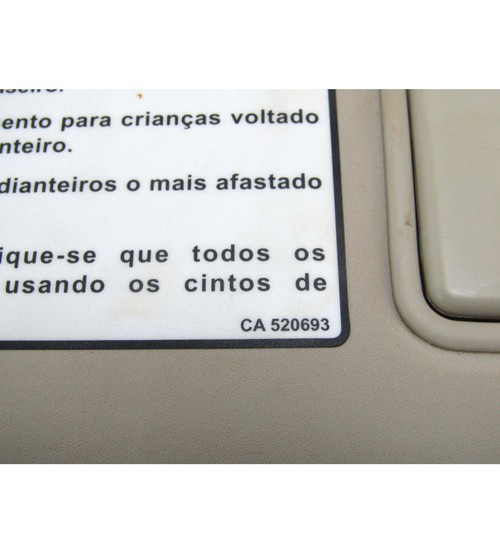 ento para crianças voltado
nteiro.
dianteiros o mais afastado
ique-se que todos os
usando os cintos de
CA 520693